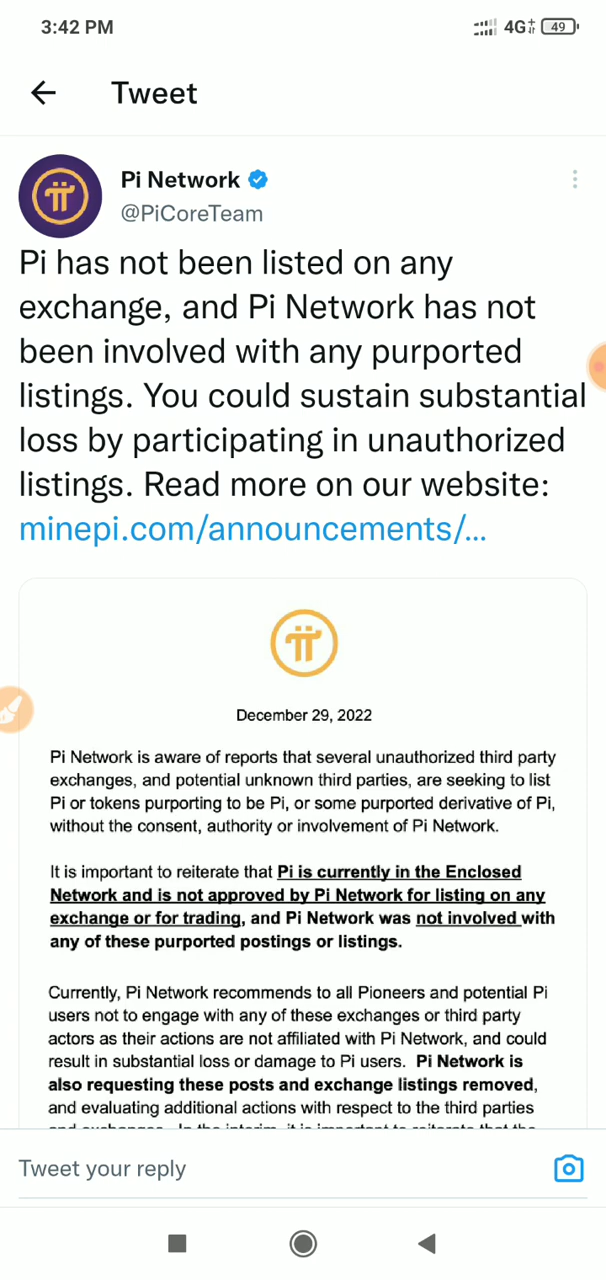 3:42 PM
4G+ 49
Tweet
Pi Network
@PiCoreTeam
Pi has not been listed on any
exchange, and Pi Network has not
been involved with any purported
listings. You could sustain substantial
loss by participating in unauthorized
listings. Read more on our website:
minepi.com/announcements/...
December 29, 2022
Pi Network is aware of reports that several unauthorized third party
exchanges, and potential unknown third parties, are seeking to list
Pi or tokens purporting to be Pi, or some purported derivative of Pi,
without the consent, authority or involvement of Pi Network.
It is important to reiterate that Pi is currently in the Enclosed
Network and is not approved by Pi Network for listing on any
exchange or for trading, and Pi Network was not involved with
any of these purported postings or listings.
Currently, Pi Network recommends to all Pioneers and potential Pi
users not to engage with any of these exchanges or third party
actors as their actions are not affiliated with Pi Network, and could
result in substantial loss or damage to Pi users. Pi Network is
also requesting these posts and exchange listings removed,
and evaluating additional actions with respect to the third parties
Tweet your reply